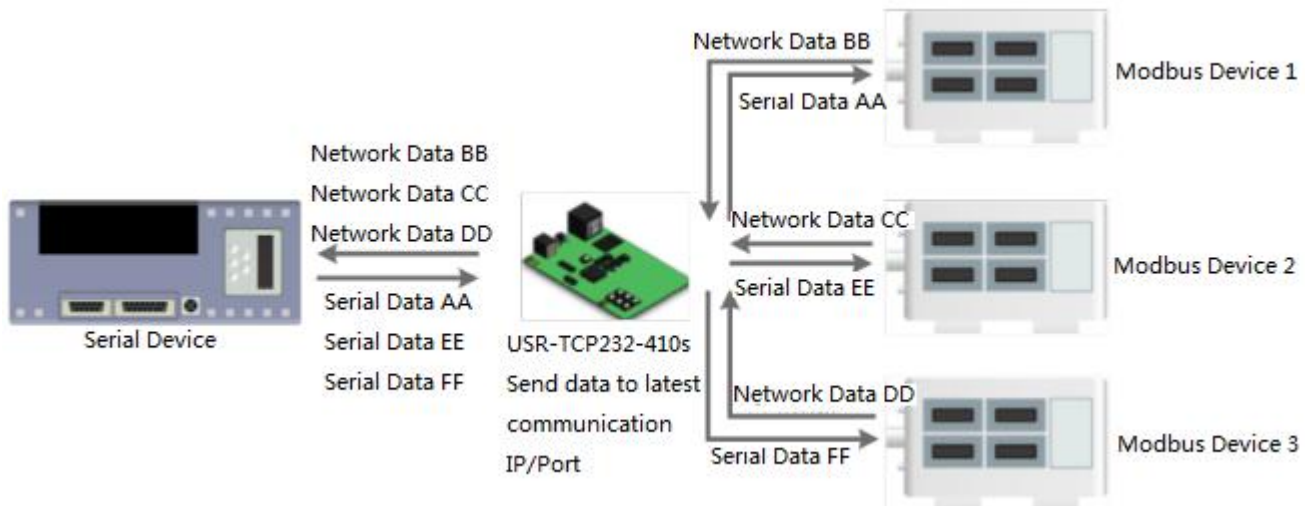 Network Data BB
Serial Data AA
Modbus Device 1
Network Data BB
Network Data CC
Network Data DD
Serial Data AA
Serial Data EE
Serial Data FF
Serial Device
USR-TCP232-410s
Send data to latest
communication
IP/Port
Network Data CC
Serial Data EE
Modbus Device 2
Network Data DD
Serial Data FF
Modbus Device 3